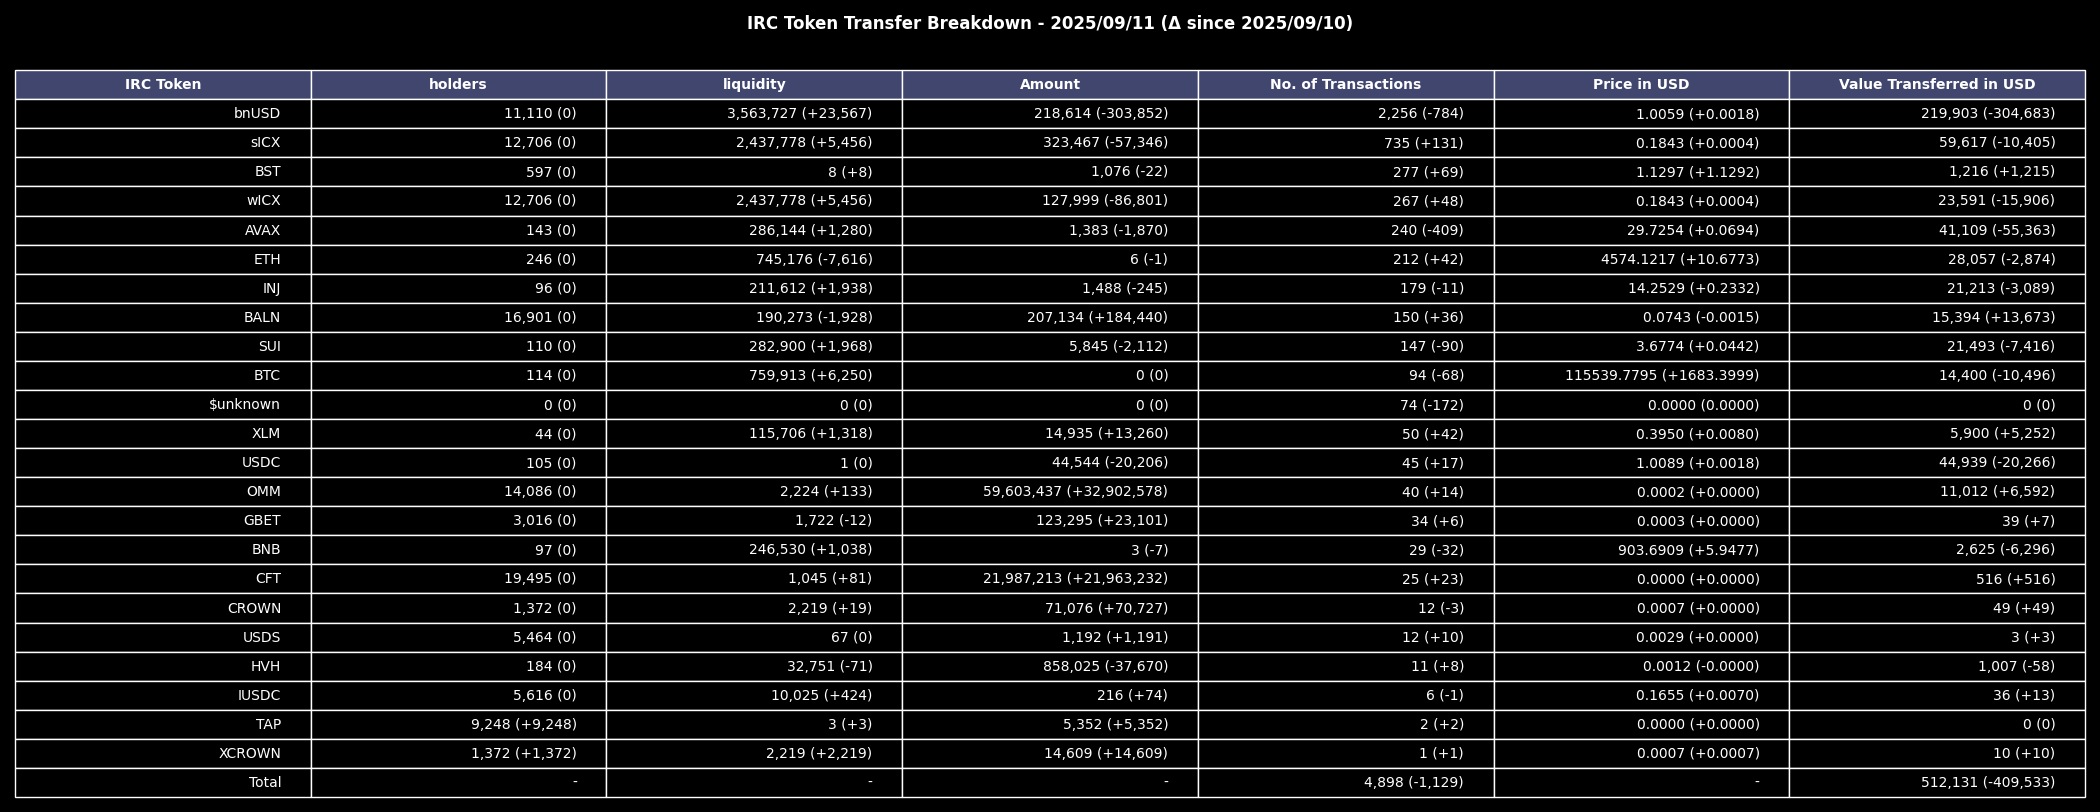 IRC Token Transfer Breakdown - 2025/09/11 (Δ since 2025/09/10)
IRC Token holders liquidity Amount No. of Transactions Price in USD Value Transferred in USD
bnUSD 11,110 (0) 3,563,727 (+23,567) 218,614 (-303,852) 2,256 (-784) 1.0059 (+0.0018) 219,903 (-304,683)
sICX 12,706 (0) 2,437,778 (+5,456) 323,467 (-57,346) 735 (+131) 0.1843 (+0.0004) 59,617 (-10,405)
BST 597 (0) 8 (+8) 1,076 (-22) 277 (+69) 1.1297 (+1.1292) 1,216 (+1,215)
wICX 12,706 (0) 2,437,778 (+5,456) 127,999 (-86,801) 267 (+48) 0.1843 (+0.0004) 23,591 (-15,906)
AVAX 143 (0) 286,144 (+1,280) 1,383 (-1,870) 240 (-409) 29.7254 (+0.0694) 41,109 (-55,363)
ETH 246 (0) 745,176 (-7,616) 6 (-1) 212 (+42) 4574.1217 (+10.6773) 28,057 (-2,874)
INJ 96 (0) 211,612 (+1,938) 1,488 (-245) 179 (-11) 14.2529 (+0.2332) 21,213 (-3,089)
BALN 16,901 (0) 190,273 (-1,928) 207,134 (+184,440) 150 (+36) 0.0743 (-0.0015) 15,394 (+13,673)
SUI 110 (0) 282,900 (+1,968) 5,845 (-2,112) 147 (-90) 3.6774 (+0.0442) 21,493 (-7,416)
BTC 114 (0) 759,913 (+6,250) 0 (0) 94 (-68) 115539.7795 (+1683.3999) 14,400 (-10,496)
$unknown 0 (0) 0 (0) 0 (0) 74 (-172) 0.0000 (0.0000) 0 (0)
XLM 44 (0) 115,706 (+1,318) 14,935 (+13,260) 50 (+42) 0.3950 (+0.0080) 5,900 (+5,252)
USDC 105 (0) 1 (0) 44,544 (-20,206) 45 (+17) 1.0089 (+0.0018) 44,939 (-20,266)
OMM 14,086 (0) 2,224 (+133) 59,603,437 (+32,902,578) 40 (+14) 0.0002 (+0.0000) 11,012 (+6,592)
GBET 3,016 (0) 1,722 (-12) 123,295 (+23,101) 34 (+6) 0.0003 (+0.0000) 39 (+7)
BNB 97 (0) 246,530 (+1,038) 3 (-7) 29 (-32) 903.6909 (+5.9477) 2,625 (-6,296)
CFT 19,495 (0) 1,045 (+81) 21,987,213 (+21,963,232) 25 (+23) 0.0000 (+0.0000) 516 (+516)
CROWN 1,372 (0) 2,219 (+19) 71,076 (+70,727) 12 (-3) 0.0007 (+0.0000) 49 (+49)
USDS 5,464 (0) 67 (0) 1,192 (+1,191) 12 (+10) 0.0029 (+0.0000) 3 (+3)
HVH 184 (0) 32,751 (-71) 858,025 (-37,670) 11 (+8) 0.0012 (-0.0000) 1,007 (-58)
IUSDC 5,616 (0) 10,025 (+424) 216 (+74) 6 (-1) 0.1655 (+0.0070) 36 (+13)
TAP 9,248 (+9,248) 3 (+3) 5,352 (+5,352) 2 (+2) 0.0000 (+0.0000) 0 (0)
XCROWN 1,372 (+1,372) 2,219 (+2,219) 14,609 (+14,609) 1 (+1) 0.0007 (+0.0007) 10 (+10)
Total - - - 4,898 (-1,129) - 512,131 (-409,533)